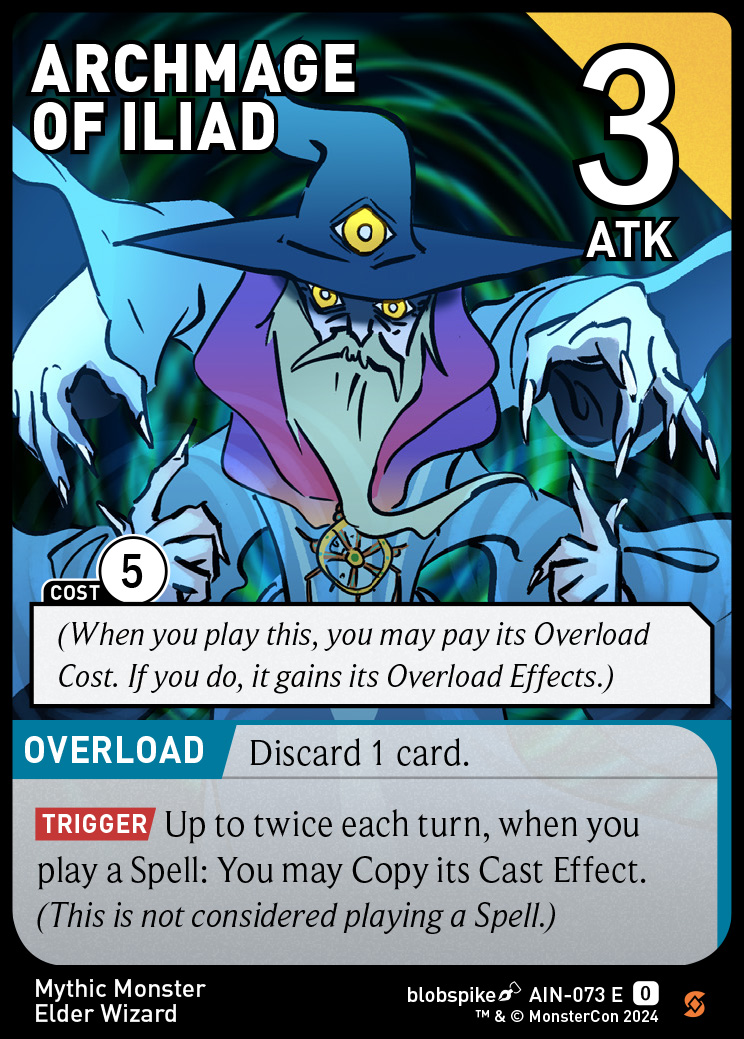 ARCHMAGE
OF ILIAD
3
ATK
COST 5
(When you play this, you may pay its Overload
Cost. If you do, it gains its Overload Effects.)
OVERLOAD Discard 1 card.
TRIGGER Up to twice each turn, when you
play a Spell: You may Copy its Cast Effect.
(This is not considered playing a Spell.)
Mythic Monster
Elder Wizard
blobspike AIN-073 E 0
™ & © MonsterCon 2024